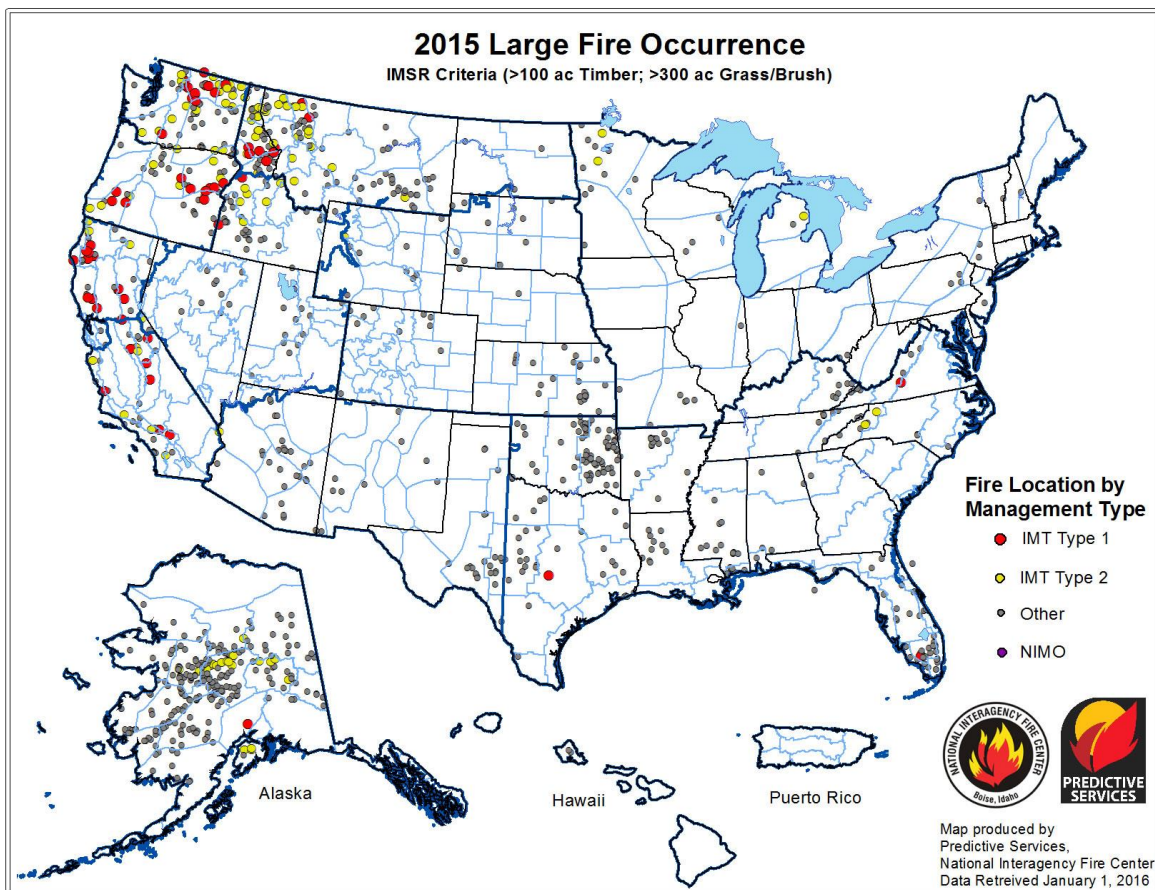 2015 Large Fire Occurrence
IMSR Criteria (>100 ac Timber; >300 ac Grass/Brush)
Fire Location by
Management Type
IMT Type 1
IMT Type 2
Other
NIMO
Alaska
Hawaii
Puerto Rico
NATIONAL INTERAGENCY FIRE CENTER
Boise, Idaho
PREDICTIVE
SERVICES
Map produced by
Predictive Services,
National Interagency Fire Center
Data Retreived January 1, 2016